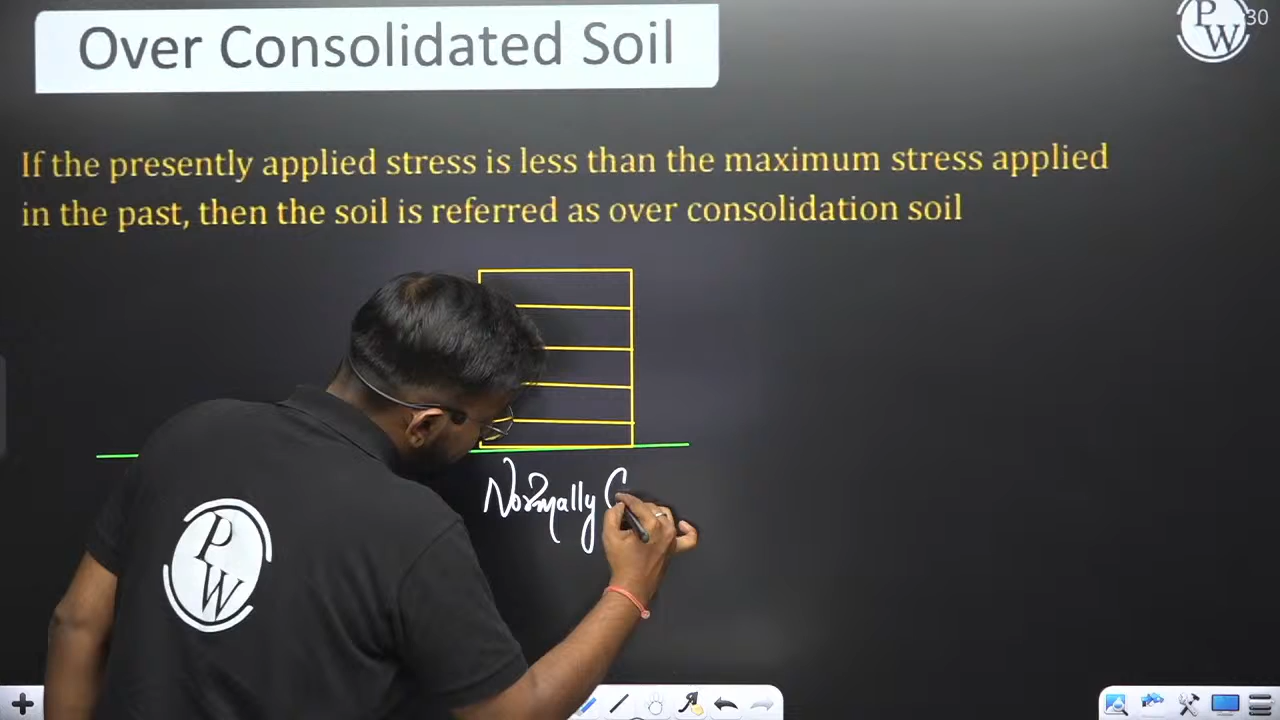 Over Consolidated Soil
PW
30
If the presently applied stress is less than the maximum stress applied
in the past, then the soil is referred as over consolidation soil
Normally C
PW